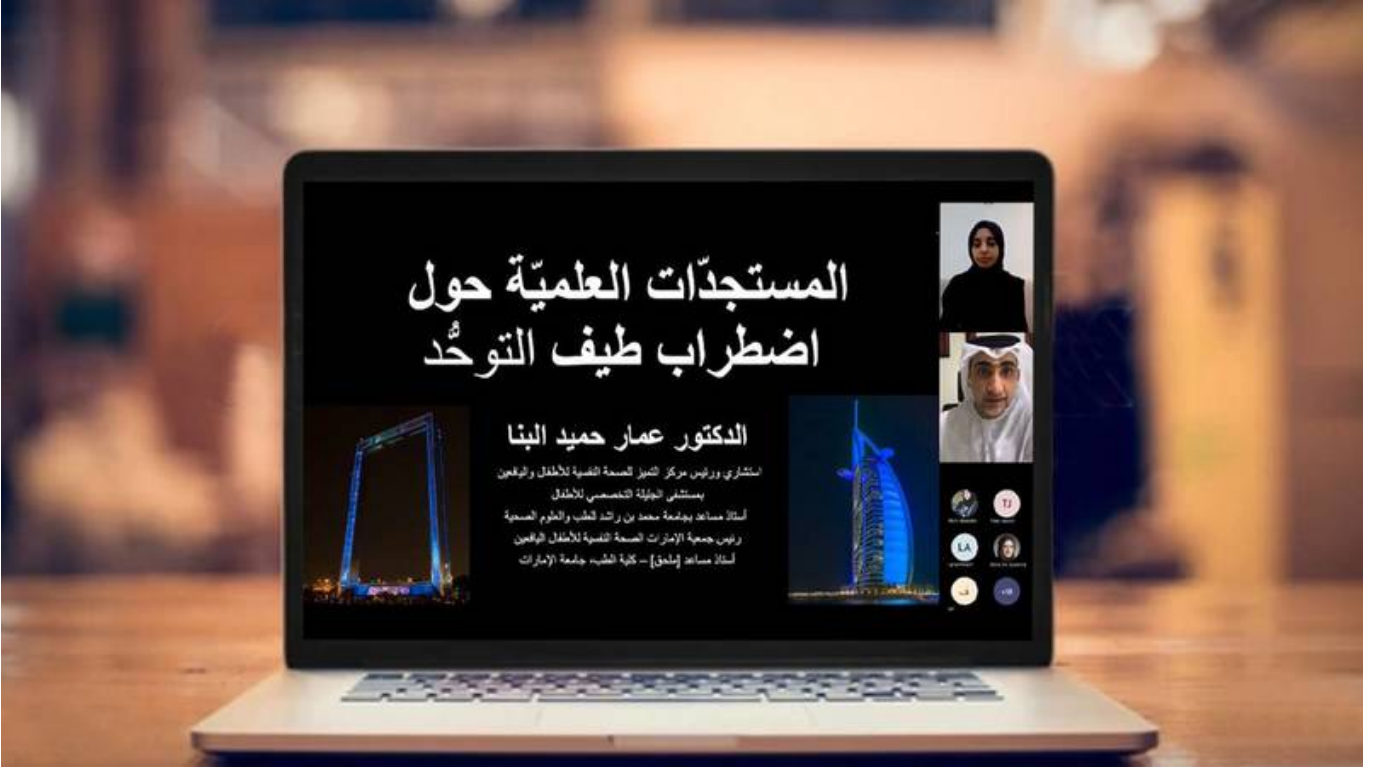 المستجدّات العلميّة حول
اضطراب طيف التوحُّد
الدكتور عمار حميد البنا
استشاري ورئيس مركز التميز للصحة النفسية للأطفال واليافعين
بمستشفى الجليلة التخصصي للأطفال
أستاذ مساعد بجامعة محمد بن راشد للطب والعلوم الصحية
رئيس جمعية الإمارات الصحة النفسية للأطفال اليافعين
أستاذ مساعد [ملحق] – كلية الطب، جامعة الإمارات
TJ
LA